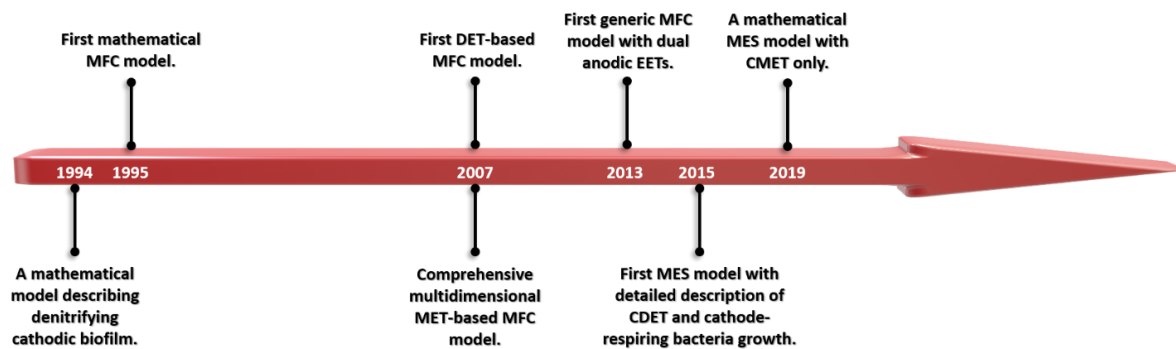 First mathematical
MFC model.
First DET-based
MFC model.
First generic MFC
model with dual
anodic EETs.
A mathematical
MES model with
CMET only.
1994 1995 2007 2013 2015 2019
A mathematical
model describing
denitrifying
cathodic biofilm.
Comprehensive
multidimensional
MET-based MFC
model.
First MES model with
detailed description of
CDET and cathode-
respiring bacteria growth.